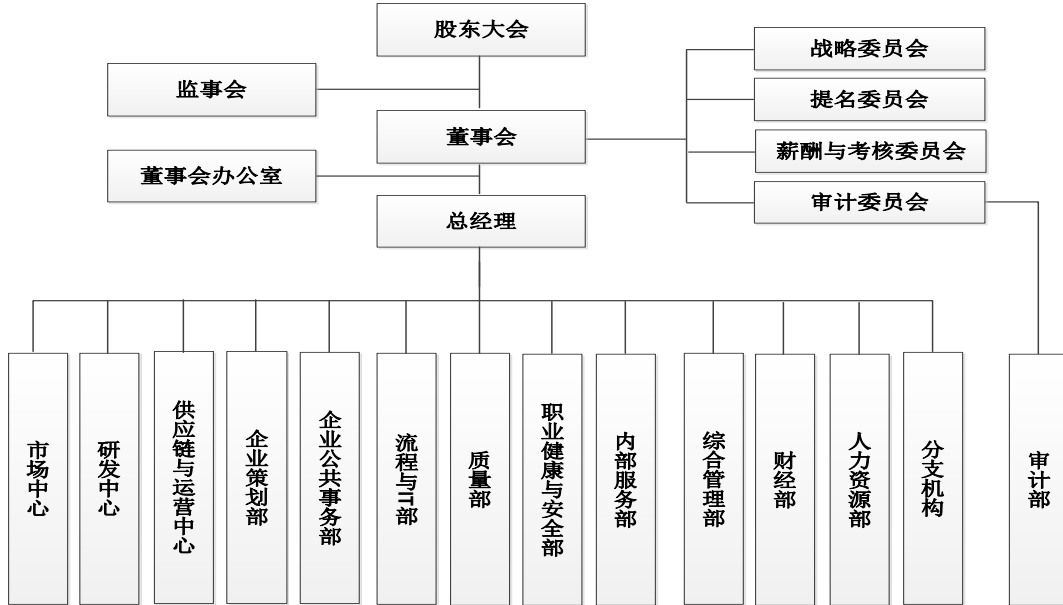 股东大会
监事会
董事会
董事会办公室
总经理
战略委员会
提名委员会
薪酬与考核委员会
审计委员会
市场中心
研发中心
供应链与运营中心
企业策划部
企业公共事务部
流程与IT部
质量部
职业健康与安全部
内部服务部
综合管理部
财经部
人力资源部
分支机构
审计部